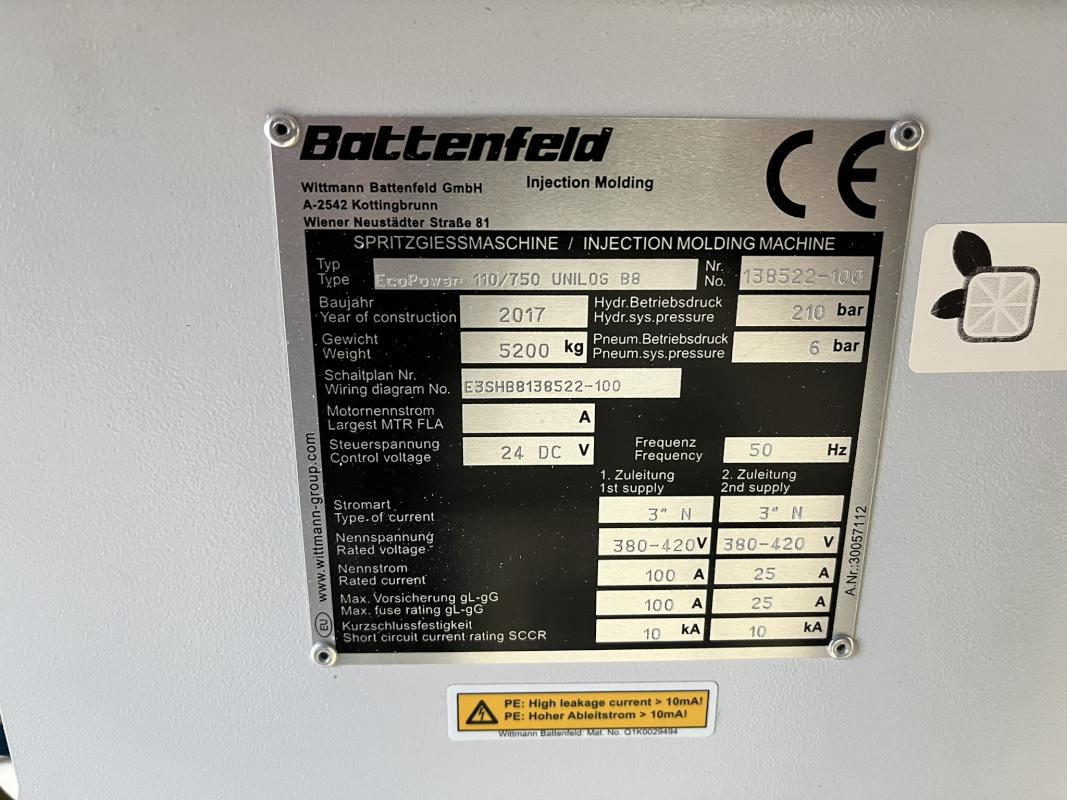 Battenfeld
Injection Molding
CE
Wittmann Battenfeld GmbH
A-2542 Kottingbrunn
Wiener Neustädter Straße 81
SPRITZGIESSMASCHINE / INJECTION MOLDING MACHINE
Typ
Type EcoPower 110/750 UNILOG B8
Nr.
No. 138522-100
Baujahr
Year of construction 2017
Hydr.Betriebsdruck
Hydr.sys.pressure 210 bar
Gewicht
Weight 5200 kg
Pneum.Betriebsdruck
Pneum.sys.pressure 6 bar
Schaltplan Nr.
Wiring diagram No. E3SHB8138522-100
Motornennstrom
Largest MTR FLA A
Steuerspannung
Control voltage 24 DC V
Frequenz
Frequency 50 Hz
1. Zuleitung 2. Zuleitung
1st supply 2nd supply
Stromart
Type of current 3~ N 3~ N
Nennspannung
Rated voltage 380-420 V 380-420 V
Nennstrom
Rated current 100 A 25 A
Max. Vorsicherung gL-gG
Max. fuse rating gL-gG 100 A 25 A
Kurzschlussfestigkeit
Short circuit current rating SCCR 10 kA 10 kA
EU www.wittmann-group.com
A.Nr.:30057112
PE: High leakage current > 10mA!
PE: Hoher Ableitstrom > 10mA!
Wittmann Battenfeld: Mat. No. Q1K0029494